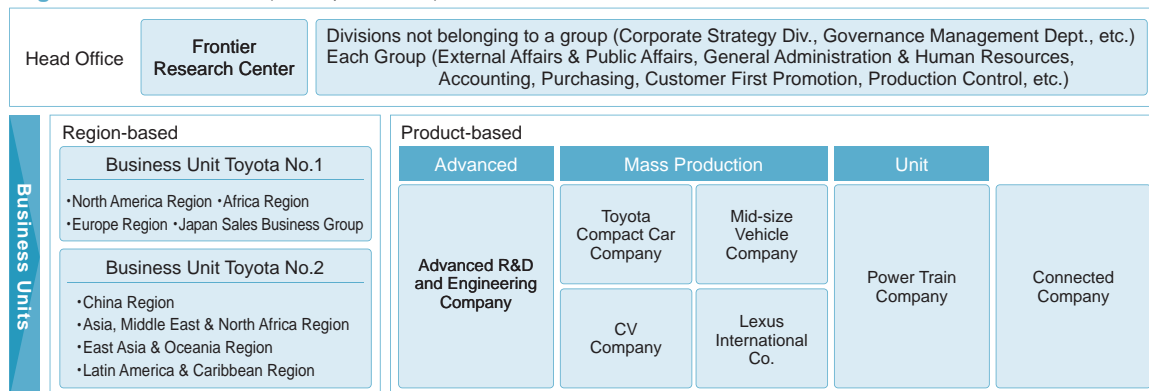 Head Office
Frontier
Research Center
Divisions not belonging to a group (Corporate Strategy Div., Governance Management Dept., etc.)
Each Group (External Affairs & Public Affairs, General Administration & Human Resources,
Accounting, Purchasing, Customer First Promotion, Production Control, etc.)
Business Units
Region-based
Business Unit Toyota No.1
・North America Region ・Africa Region
・Europe Region ・Japan Sales Business Group
Business Unit Toyota No.2
・China Region
・Asia, Middle East & North Africa Region
・East Asia & Oceania Region
・Latin America & Caribbean Region
Product-based
Advanced
Mass Production
Unit
Advanced R&D
and Engineering
Company
Toyota
Compact Car
Company
Mid-size
Vehicle
Company
CV
Company
Lexus
International
Co.
Power Train
Company
Connected
Company